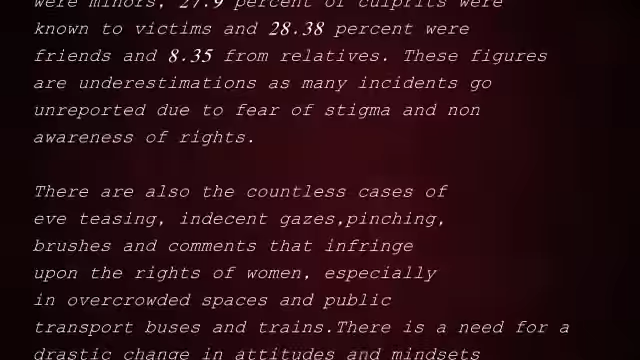 were minors, 27.9 percent of culprits were
known to victims and 28.38 percent were
friends and 8.35 from relatives. These figures
are underestimations as many incidents go
unreported due to fear of stigma and non
awareness of rights.
There are also the countless cases of
eve teasing, indecent gazes,pinching,
brushes and comments that infringe
upon the rights of women, especially
in overcrowded spaces and public
transport buses and trains.There is a need for a
drastic change in attitudes and mindsets